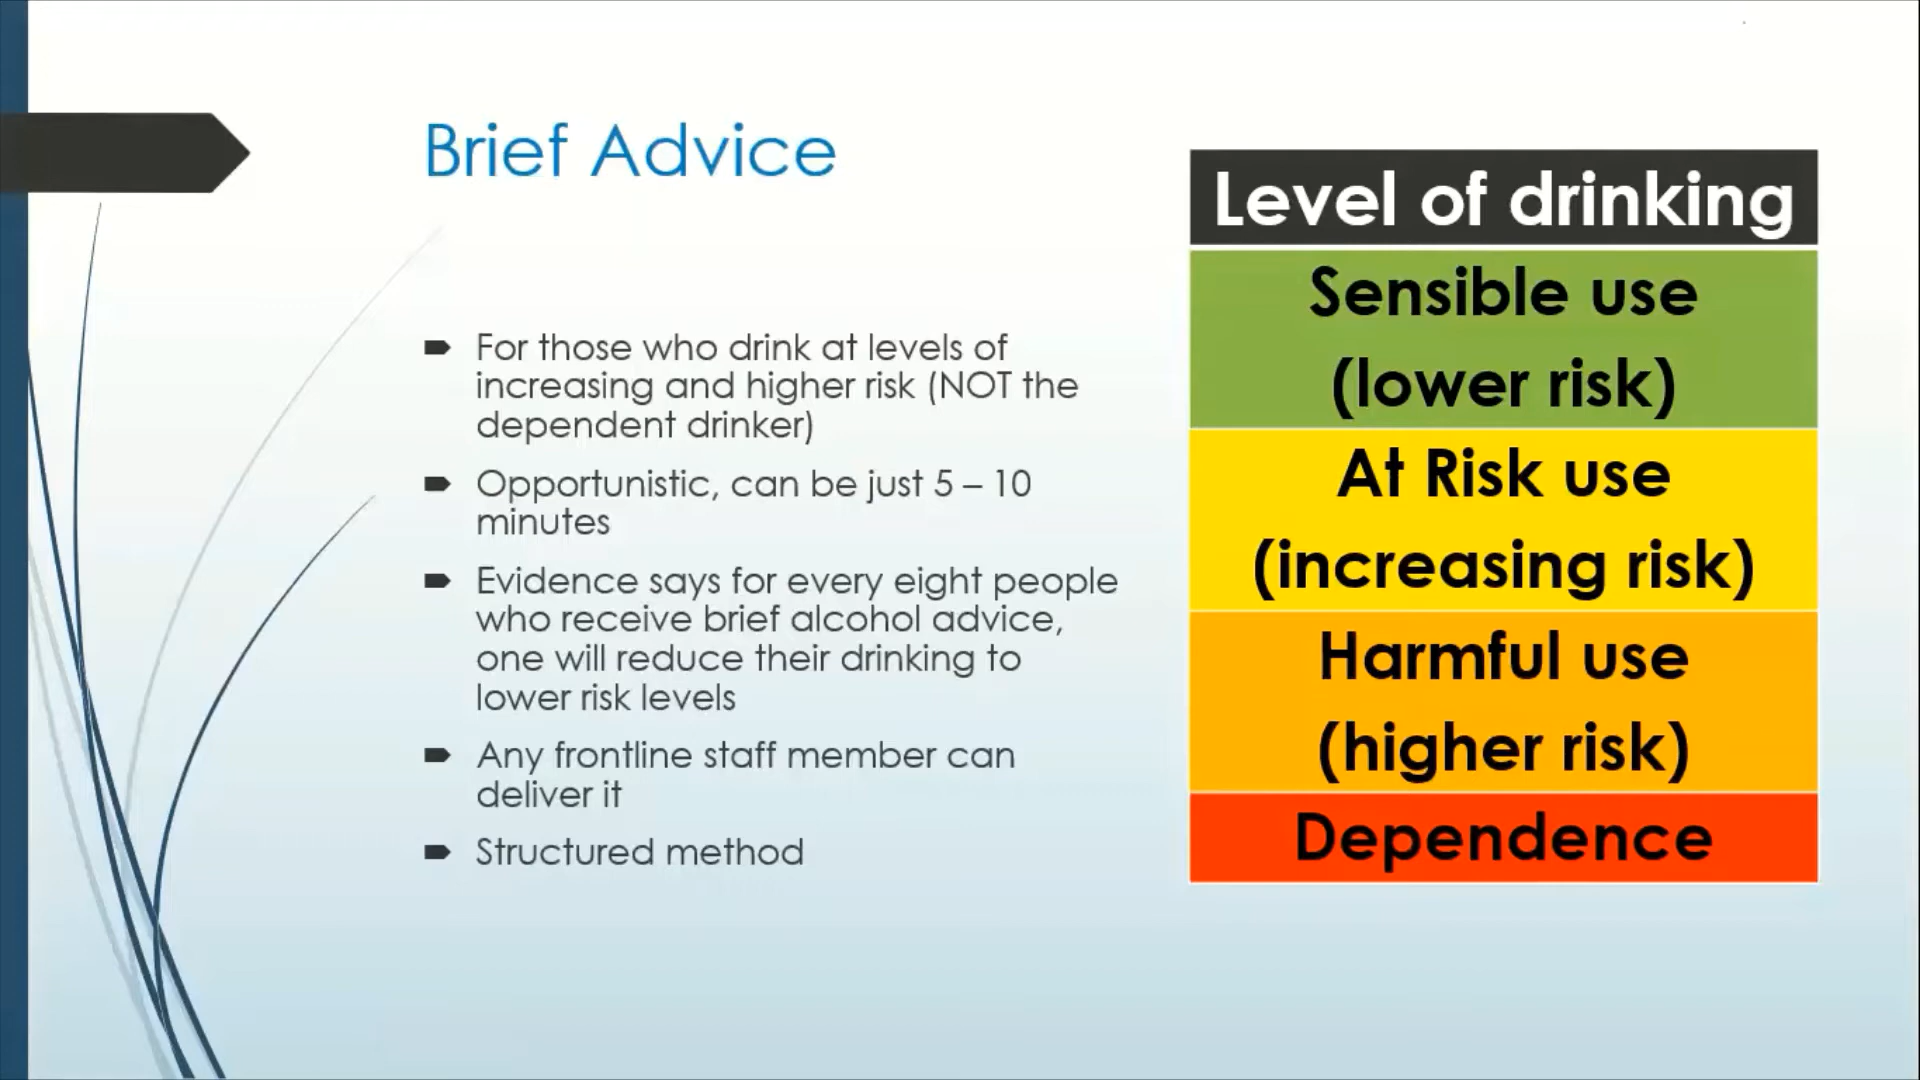 Brief Advice
For those who drink at levels of
increasing and higher risk (NOT the
dependent drinker)
Opportunistic, can be just 5 – 10
minutes
Evidence says for every eight people
who receive brief alcohol advice,
one will reduce their drinking to
lower risk levels
Any frontline staff member can
deliver it
Structured method
Level of drinking
Sensible use
(lower risk)
At Risk use
(increasing risk)
Harmful use
(higher risk)
Dependence